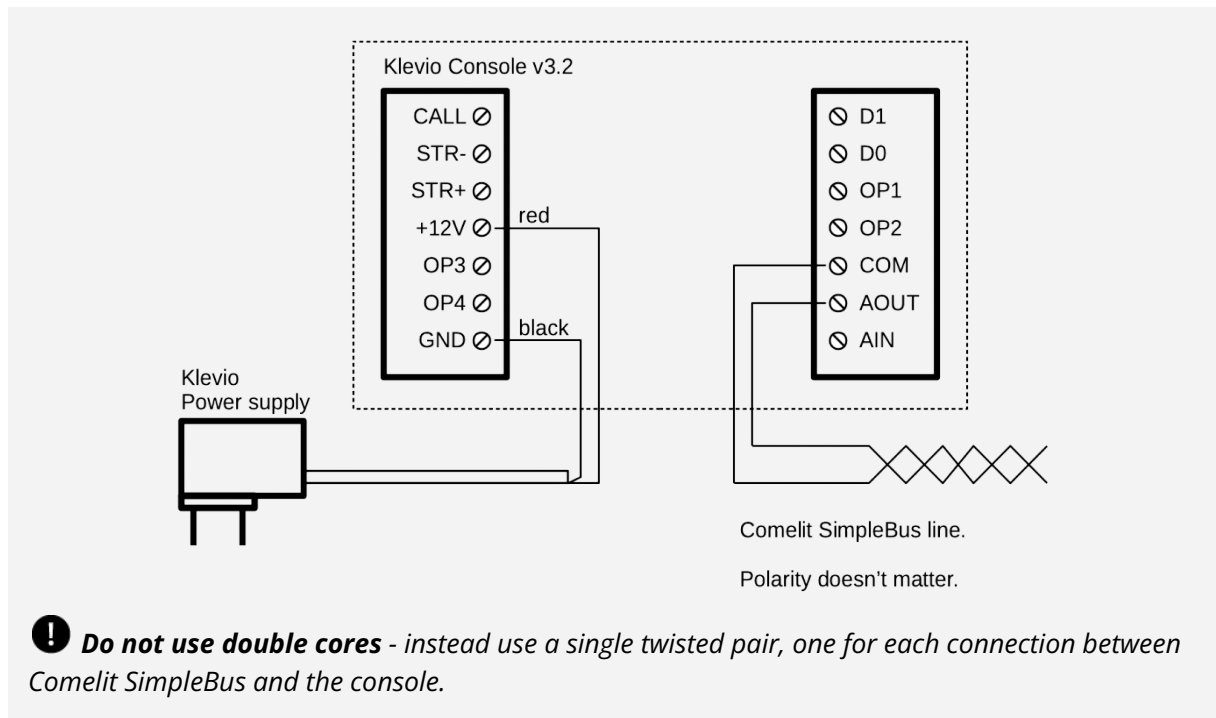 Klevio Console v3.2
CALL
STR-
STR+
+12V
red
OP3
OP4
GND
black
D1
D0
OP1
OP2
COM
AOUT
AIN
Klevio
Power supply
Comelit SimpleBus line.
Polarity doesn't matter.
! Do not use double cores - instead use a single twisted pair, one for each connection between
Comelit SimpleBus and the console.